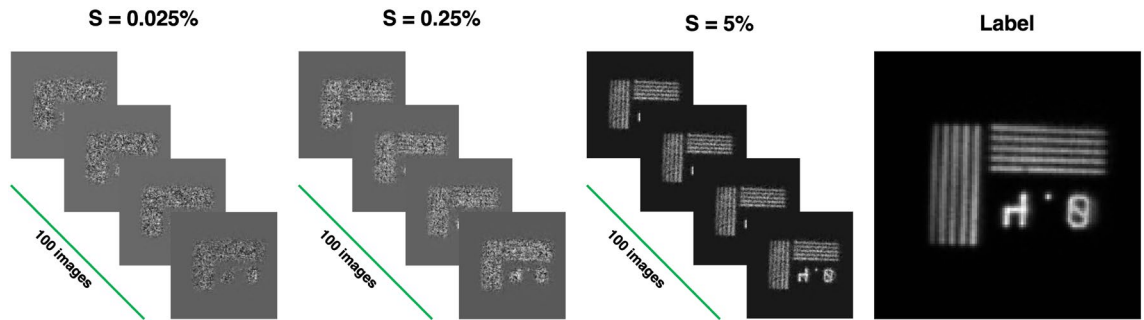 S = 0.025%
S = 0.25%
S = 5%
Label
100 images
100 images
100 images